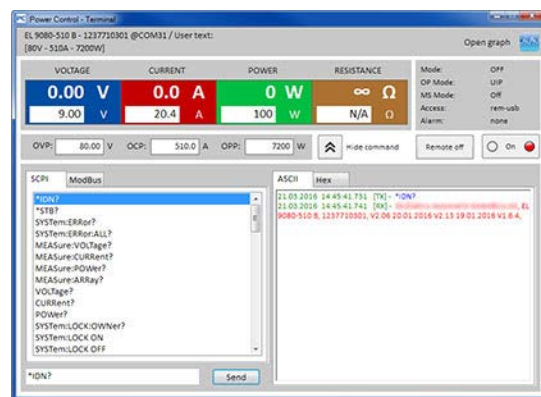 Power Control - Terminal
EL 9080-510 B - 1237710301 @COM31 / User text:
[80V - 510A - 7200W]
Open graph
VOLTAGE CURRENT POWER RESISTANCE
0.00 V 0.0 A 0 W ∞ Ω
9.00 V 20.4 A 100 W N/A Ω
Mode: OFF
OP Mode: UIP
MS Mode: Off
Access: rem-usb
Alarm: none
OVP: 80.00 V OCP: 510.0 A OPP: 7200 W Hide command Remote off On
SCPI ModBus
*IDN?
*STB?
SYSTem:ERRor?
SYSTem:ERRor:ALL?
MEASure:VOLTage?
MEASure:CURRent?
MEASure:POWer?
MEASure:ARRay?
VOLTage?
CURRent?
POWer?
SYSTem:LOCK:OWNer?
SYSTem:LOCK ON
SYSTem:LOCK OFF
*IDN? Send
ASCII Hex
21.03.2016 14:45:41.731 [TX] - *IDN?
21.03.2016 14:45:41.741 [RX] - , EL
9080-510 B, 1237710301, V2.06 20.01.2016 V2.13 19.01.2016 V1.6.4,